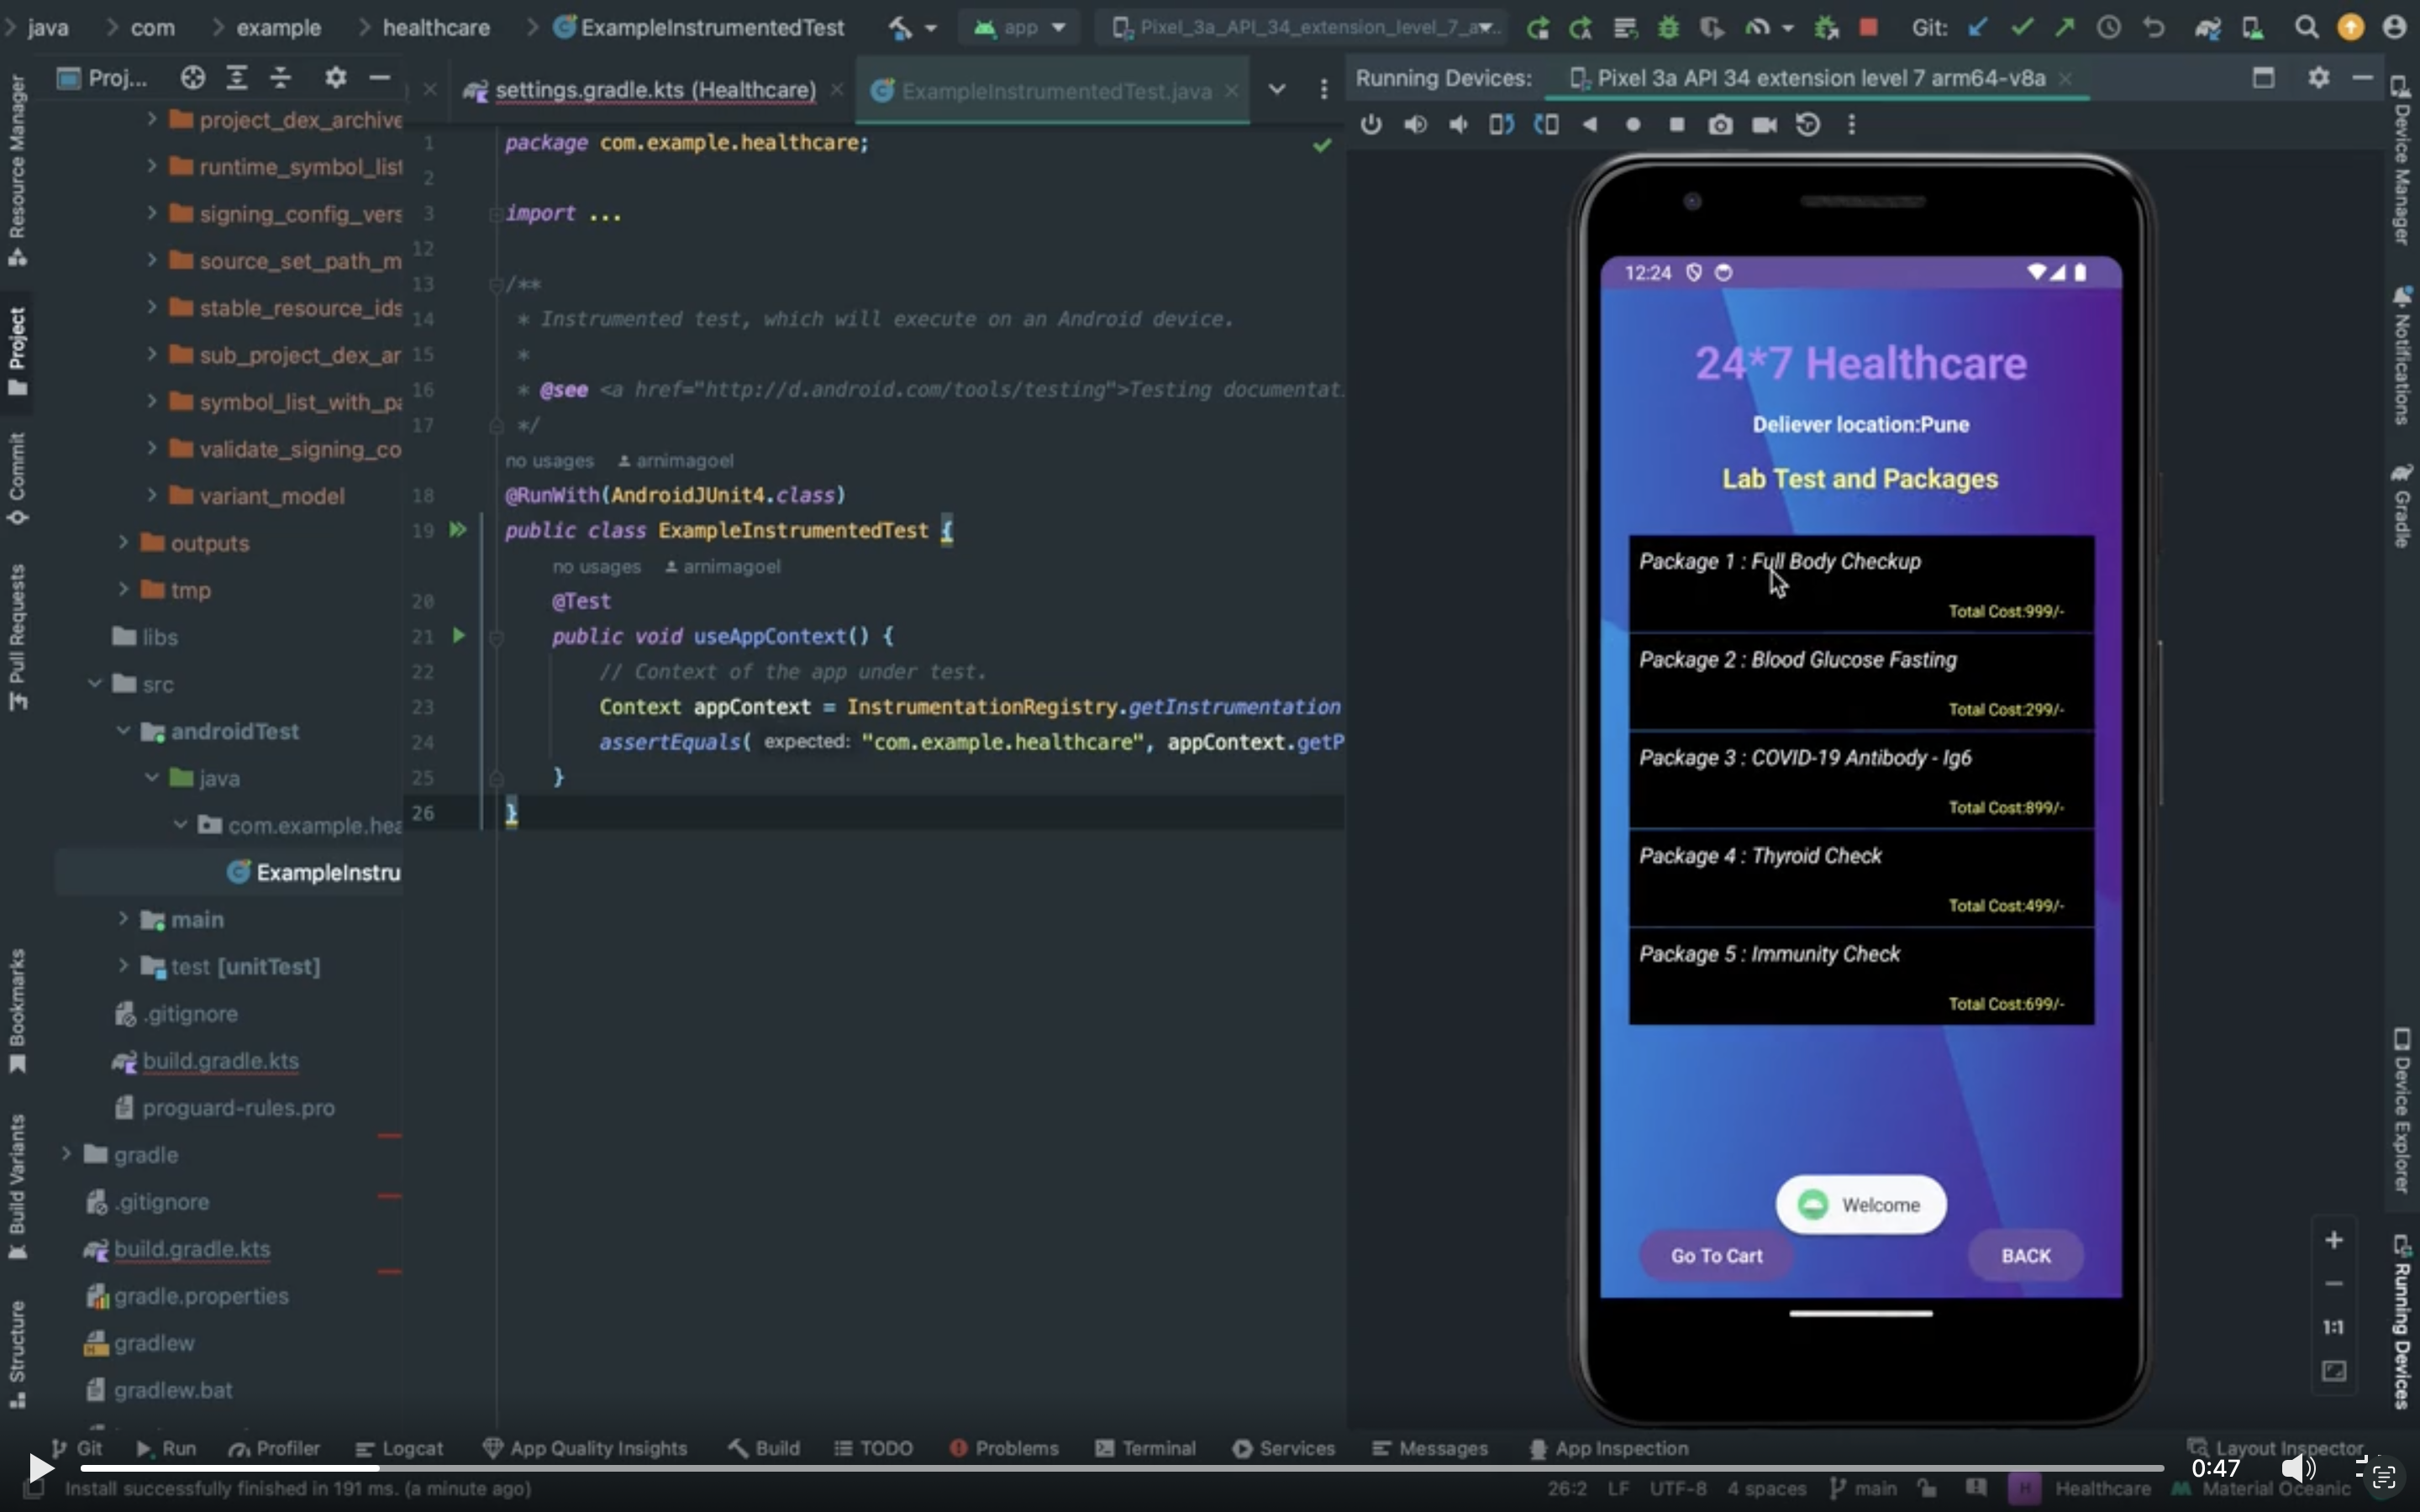 java
com
example
healthcare
ExampleInstrumentedTest
app
Pixel_3a_API_34_extension_level_7_a...
Git:
Proj...
settings.gradle.kts (Healthcare)
ExampleInstrumentedTest.java
Running Devices:
Pixel 3a API 34 extension level 7 arm64-v8a
Resource Manager
Project
Commit
Pull Requests
Bookmarks
Build Variants
Structure
project_dex_archive
runtime_symbol_list
signing_config_vers
source_set_path_m
stable_resource_ids
sub_project_dex_ar
symbol_list_with_pa
validate_signing_co
variant_model
outputs
tmp
libs
src
androidTest
java
com.example.hea
ExampleInstru
main
test [unitTest]
.gitignore
build.gradle.kts
proguard-rules.pro
gradle
.gitignore
build.gradle.kts
gradle.properties
gradlew
gradlew.bat
1 package com.example.healthcare;
2
3 import ...
12
13 /**
14 * Instrumented test, which will execute on an Android device.
15 *
16 * @see <a href="http://d.android.com/tools/testing">Testing documentat
17 */
no usages arnimagoel
18 @RunWith(AndroidJUnit4.class)
19 public class ExampleInstrumentedTest {
no usages arnimagoel
20 @Test
21 public void useAppContext() {
22 // Context of the app under test.
23 Context appContext = InstrumentationRegistry.getInstrumentation
24 assertEquals( expected: "com.example.healthcare", appContext.getP
25 }
26 }
12:24
24*7 Healthcare
Deliever location:Pune
Lab Test and Packages
Package 1 : Full Body Checkup
Total Cost:999/-
Package 2 : Blood Glucose Fasting
Total Cost:299/-
Package 3 : COVID-19 Antibody - Ig6
Total Cost:899/-
Package 4 : Thyroid Check
Total Cost:499/-
Package 5 : Immunity Check
Total Cost:699/-
Welcome
Go To Cart
BACK
1:1
Device Manager
Notifications
Gradle
Device Explorer
Running Devices
Git
Run
Profiler
Logcat
App Quality Insights
Build
TODO
Problems
Terminal
Services
Messages
App Inspection
Layout Inspector
0:47
Install successfully finished in 191 ms. (a minute ago)
26:2
LF
UTF-8
4 spaces
main
H
Healthcare
Material Oceanic